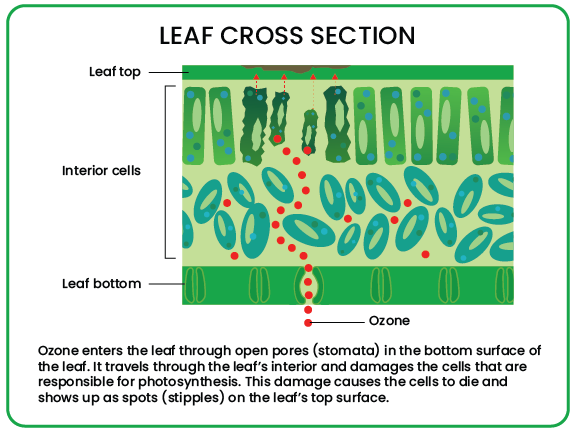 LEAF CROSS SECTION
Leaf top
Interior cells
Leaf bottom
Ozone
Ozone enters the leaf through open pores (stomata) in the bottom surface of
the leaf. It travels through the leaf's interior and damages the cells that are
responsible for photosynthesis. This damage causes the cells to die and
shows up as spots (stipples) on the leaf's top surface.